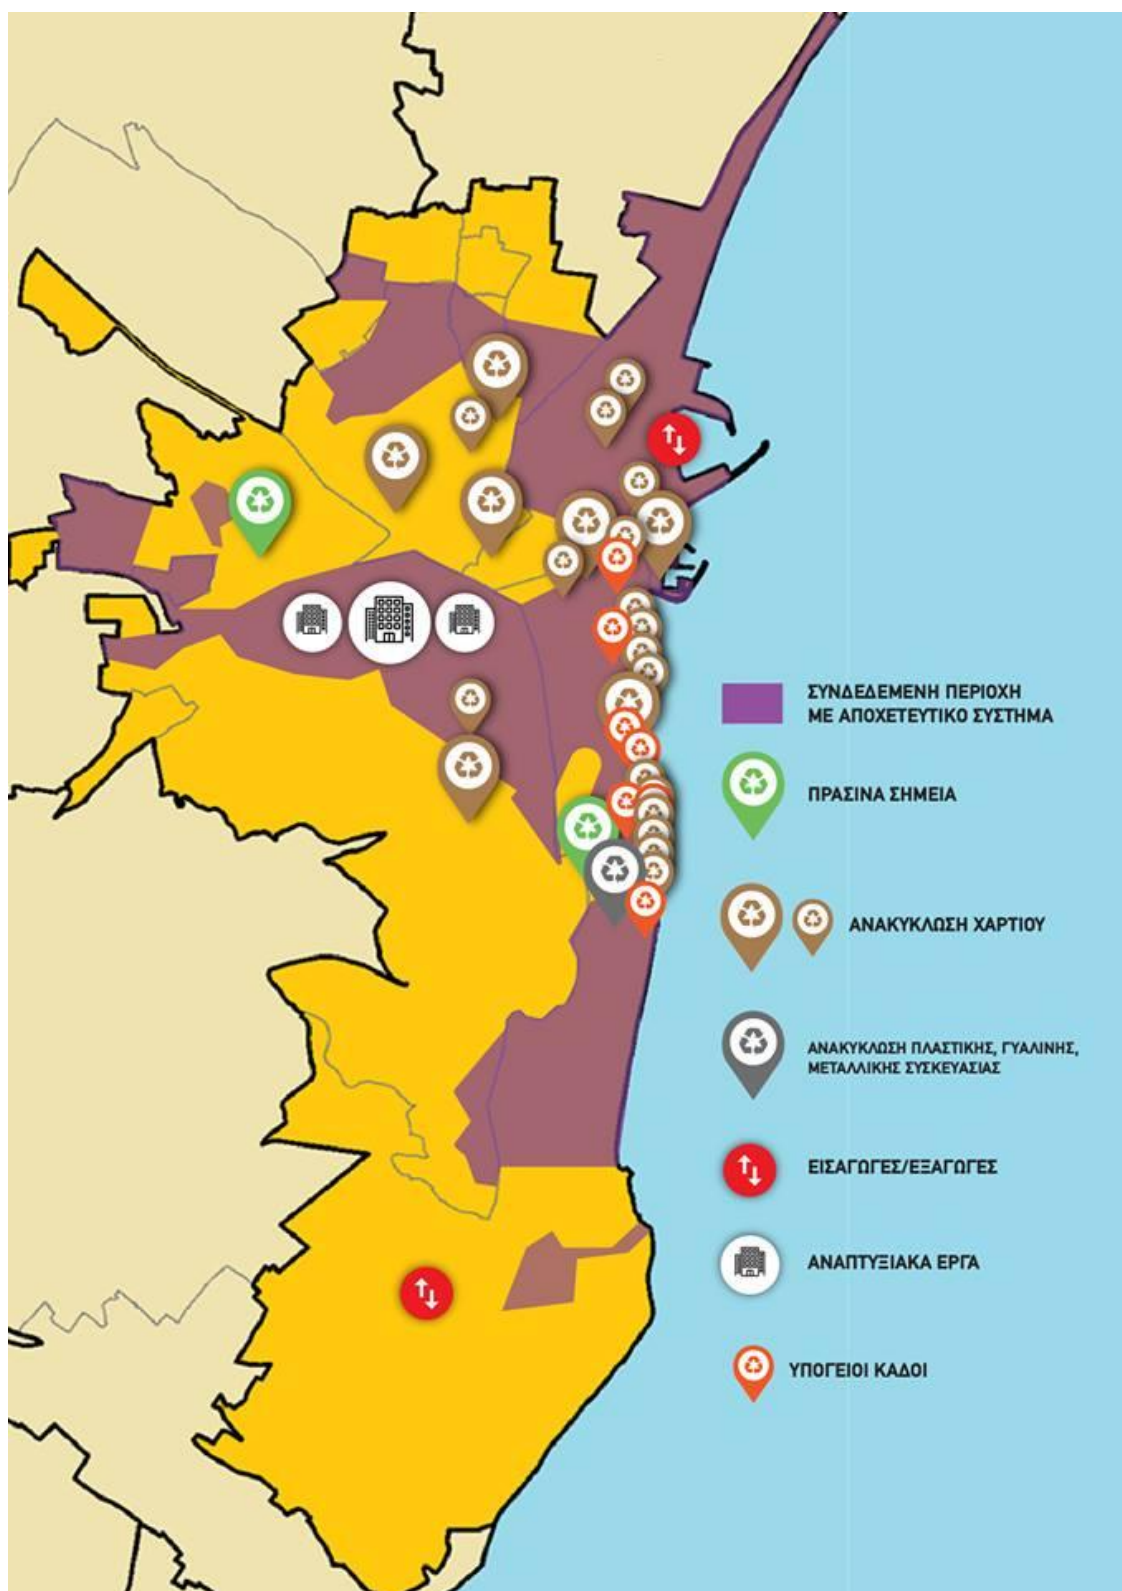 ΣΥΝΔΕΔΕΜΕΝΗ ΠΕΡΙΟΧΗ
ΜΕ ΑΠΟΧΕΤΕΥΤΙΚΟ ΣΥΣΤΗΜΑ
ΠΡΑΣΙΝΑ ΣΗΜΕΙΑ
ΑΝΑΚΥΚΛΩΣΗ ΧΑΡΤΙΟΥ
ΑΝΑΚΥΚΛΩΣΗ ΠΛΑΣΤΙΚΗΣ, ΓΥΑΛΙΝΗΣ,
ΜΕΤΑΛΛΙΚΗΣ ΣΥΣΚΕΥΑΣΙΑΣ
ΕΙΣΑΓΩΓΕΣ/ΕΞΑΓΩΓΕΣ
ΑΝΑΠΤΥΞΙΑΚΑ ΕΡΓΑ
ΥΠΟΓΕΙΟΙ ΚΑΔΟΙ